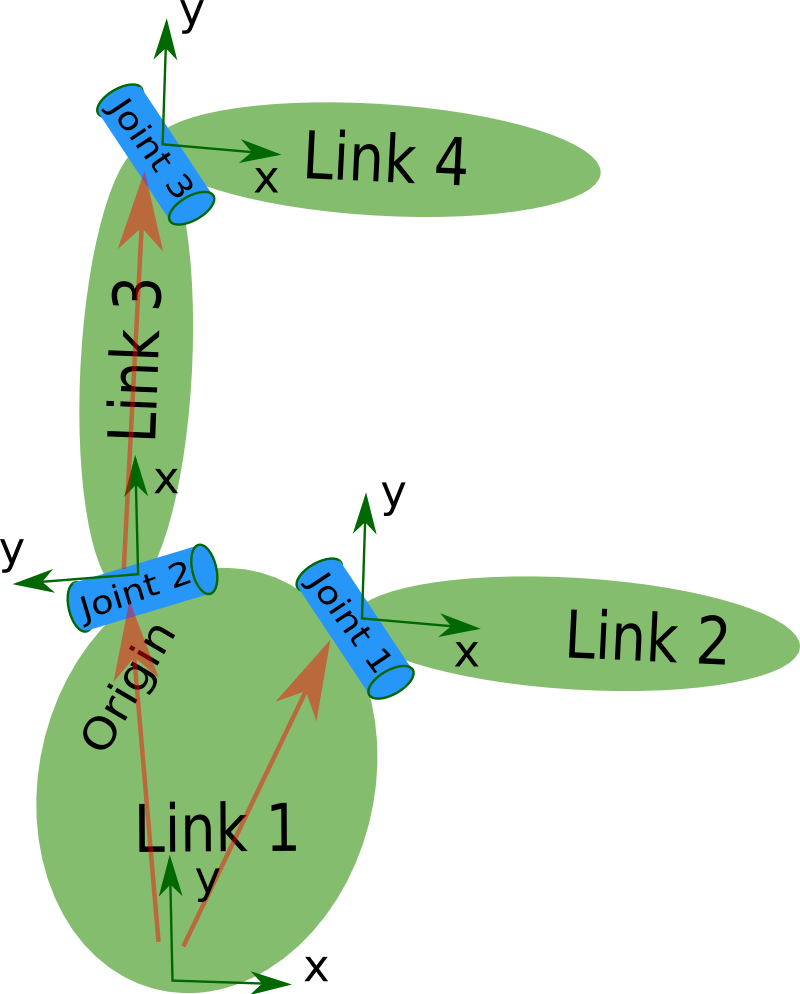 y
Joint 3
x
Link 4
Link 3
x
y
y
Joint 2
Joint 1
x
Link 2
Origin
Link 1
y
x